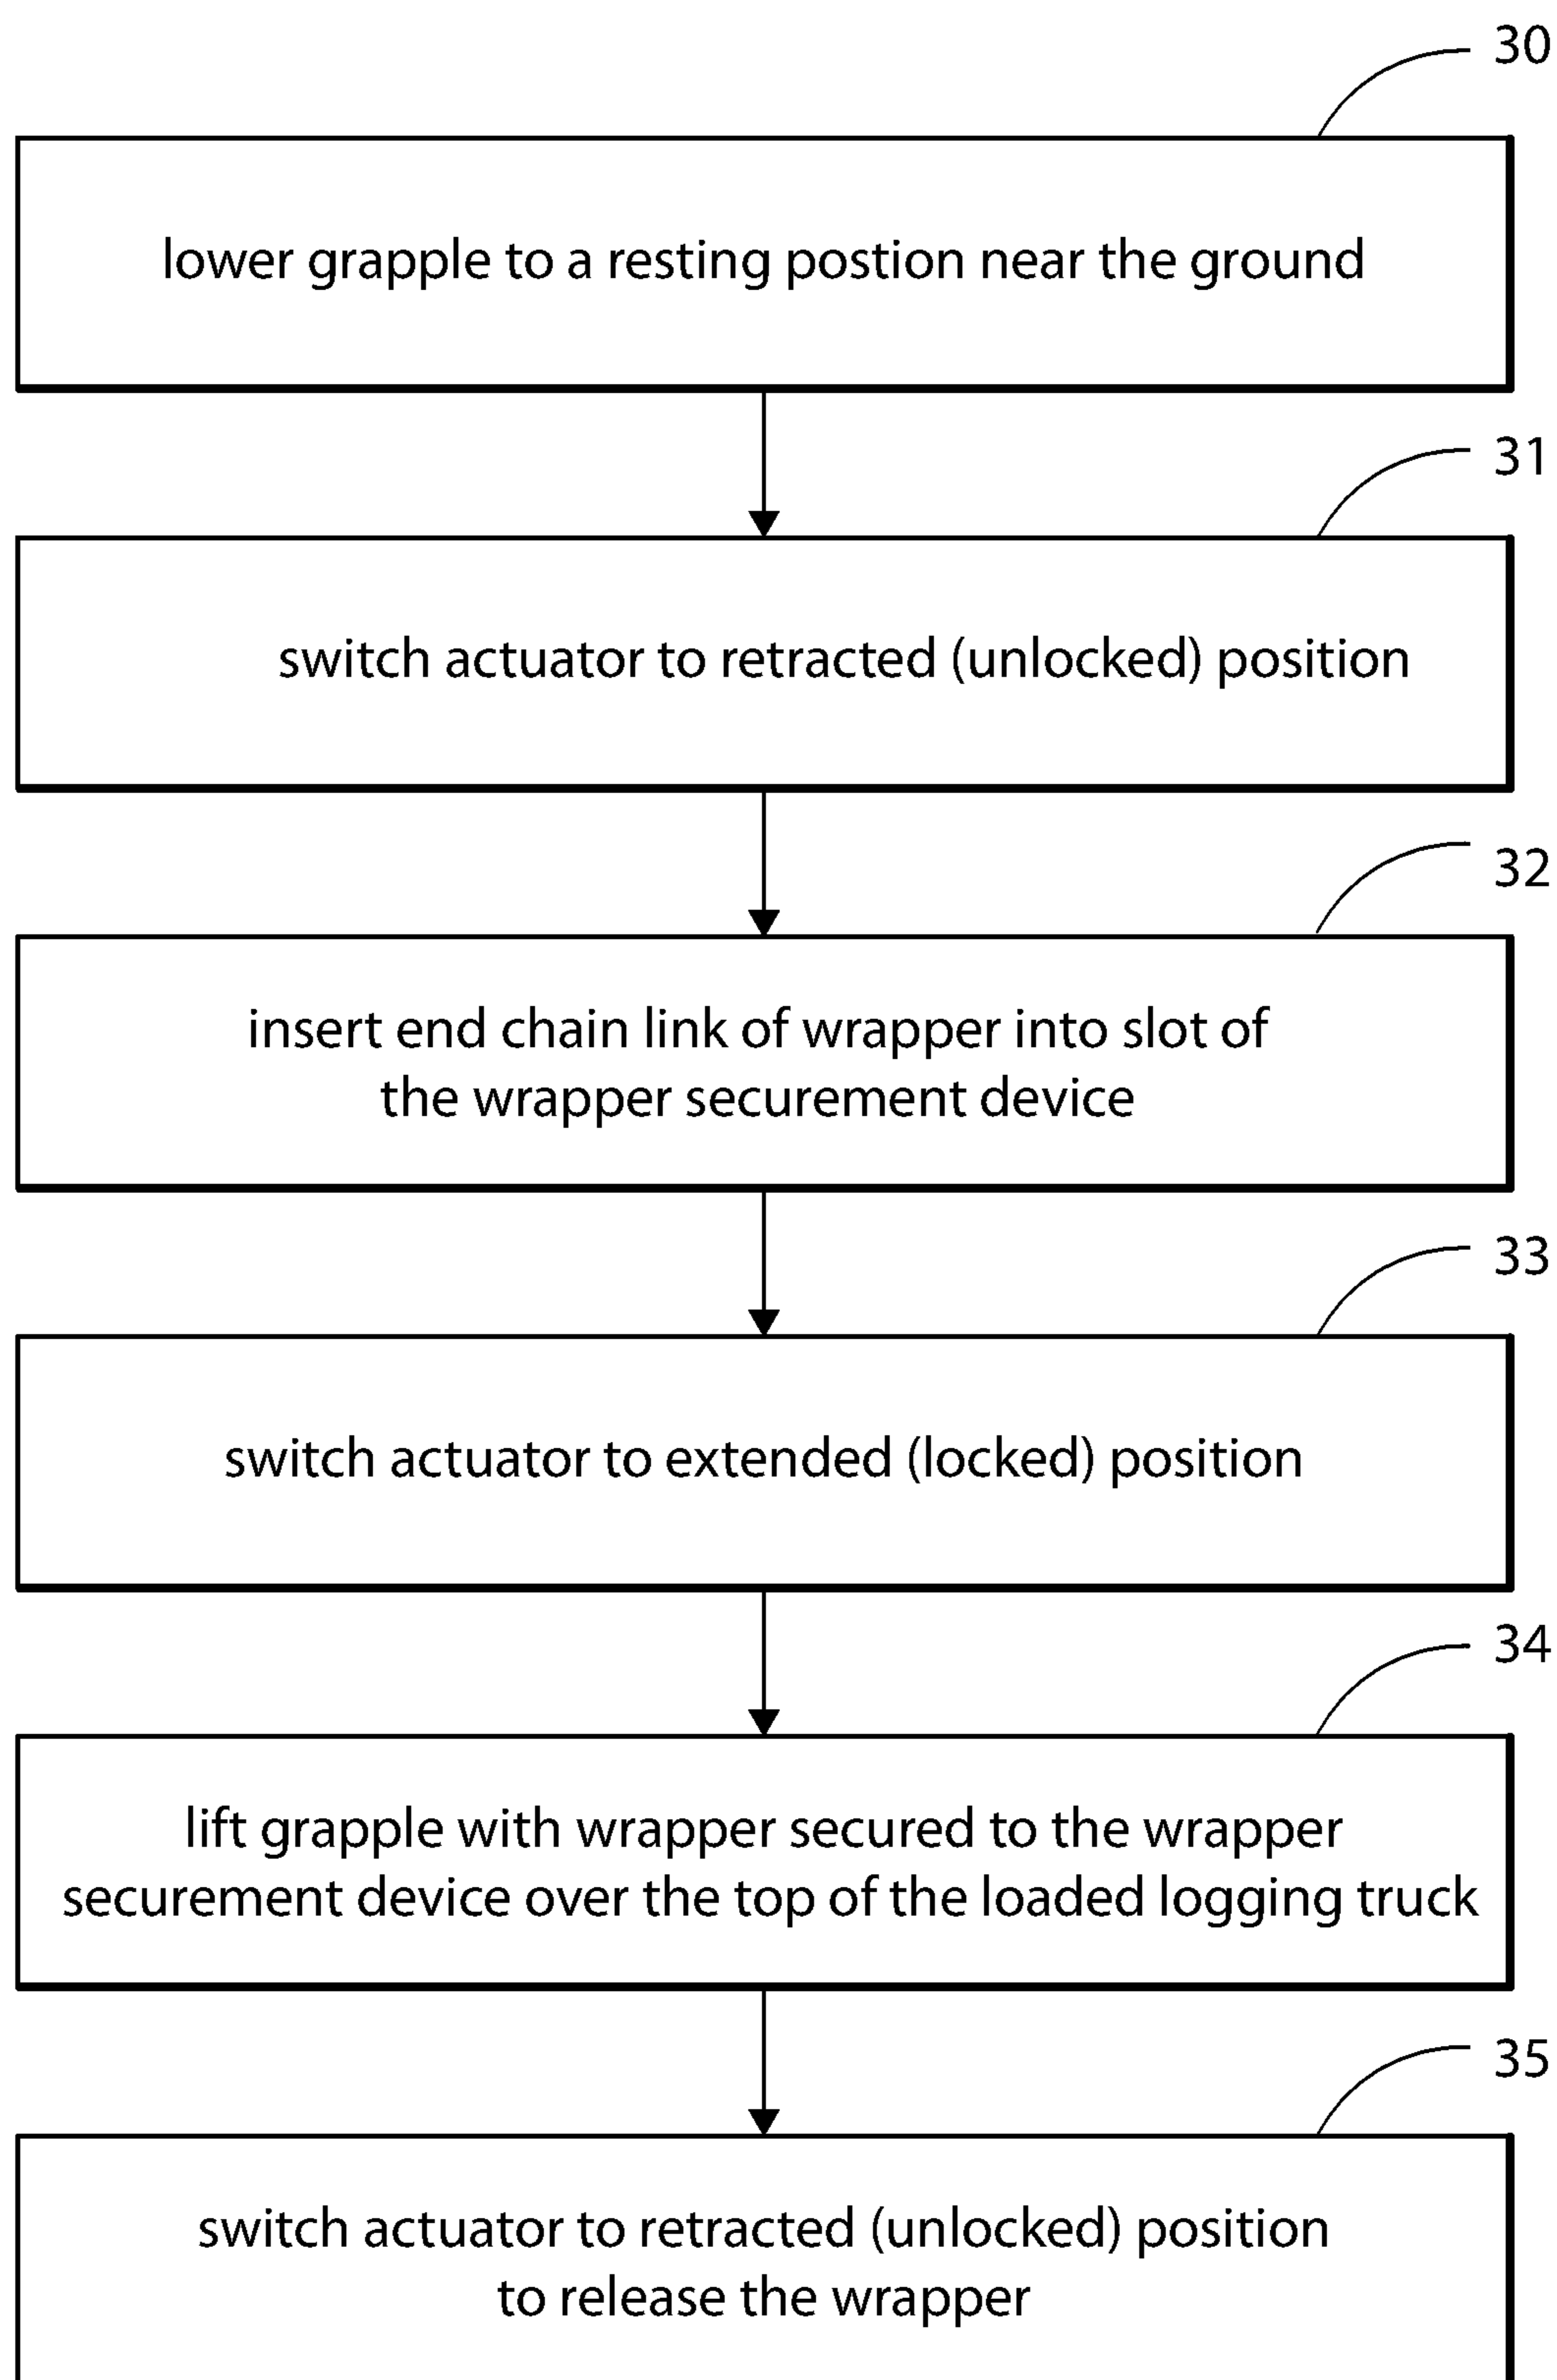 30
lower grapple to a resting postion near the ground
31
switch actuator to retracted (unlocked) position
32
insert end chain link of wrapper into slot of
the wrapper securement device
33
switch actuator to extended (locked) position
34
lift grapple with wrapper secured to the wrapper
securement device over the top of the loaded logging truck
35
switch actuator to retracted (unlocked) position
to release the wrapper